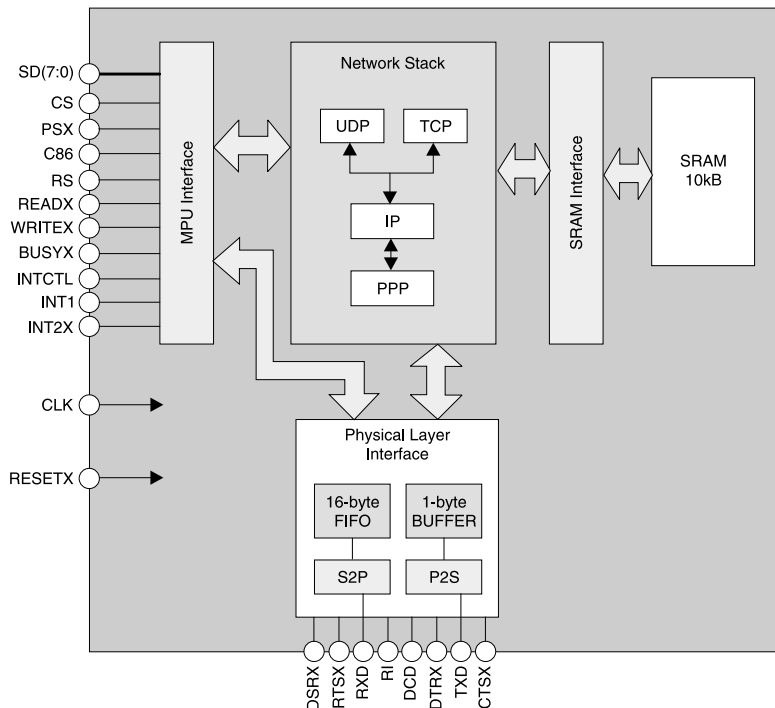 SD(7:0)
CS
PSX
C86
RS
READX
WRITEX
BUSYX
INTCTL
INT1
INT2X
CLK
RESETX
MPU Interface
Network Stack
UDP
TCP
IP
PPP
SRAM Interface
SRAM
10kB
Physical Layer
Interface
16-byte
FIFO
1-byte
BUFFER
S2P
P2S
DSRX
RTSX
RXD
RI
DCD
DTRX
TXD
CTSX